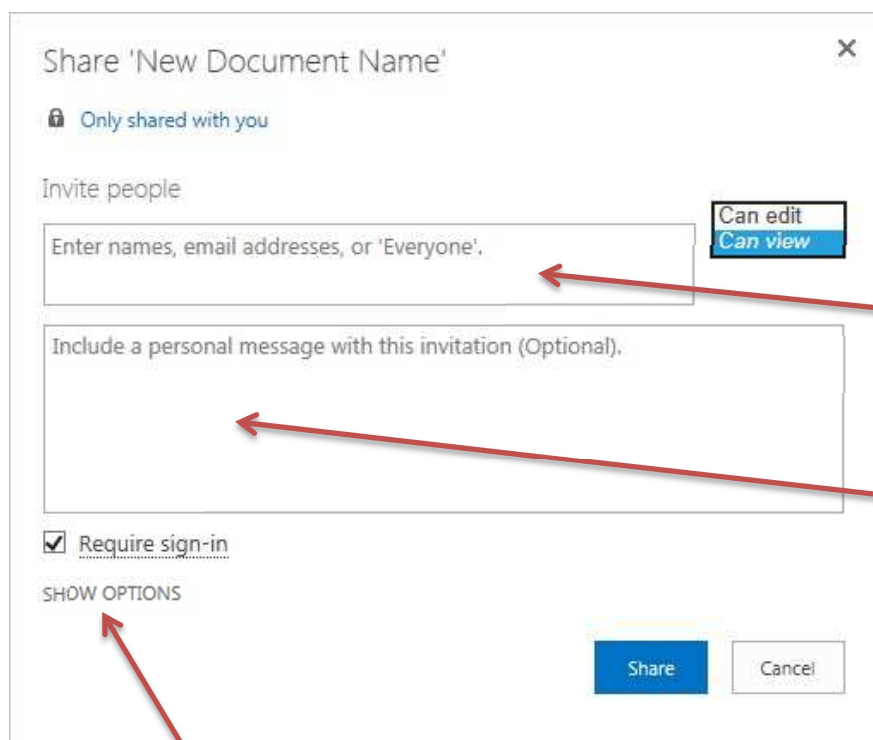 Share 'New Document Name'
Only shared with you
Invite people
Can edit
Can view
Enter names, email addresses, or 'Everyone'.
Include a personal message with this invitation (Optional).
Require sign-in
SHOW OPTIONS
Share
Cancel